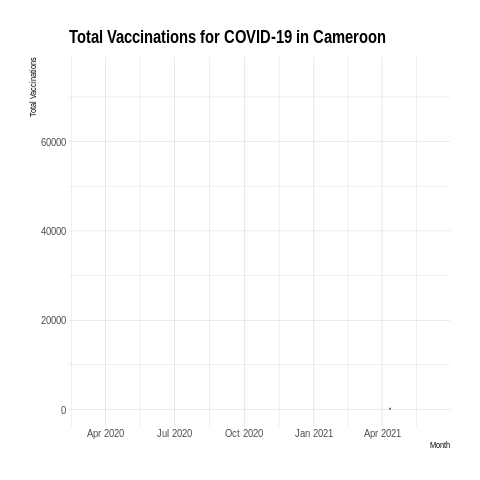 Total Vaccinations for COVID-19 in Cameroon
Total Vaccinations
60000
40000
20000
0
Apr 2020 Jul 2020 Oct 2020 Jan 2021 Apr 2021
Month